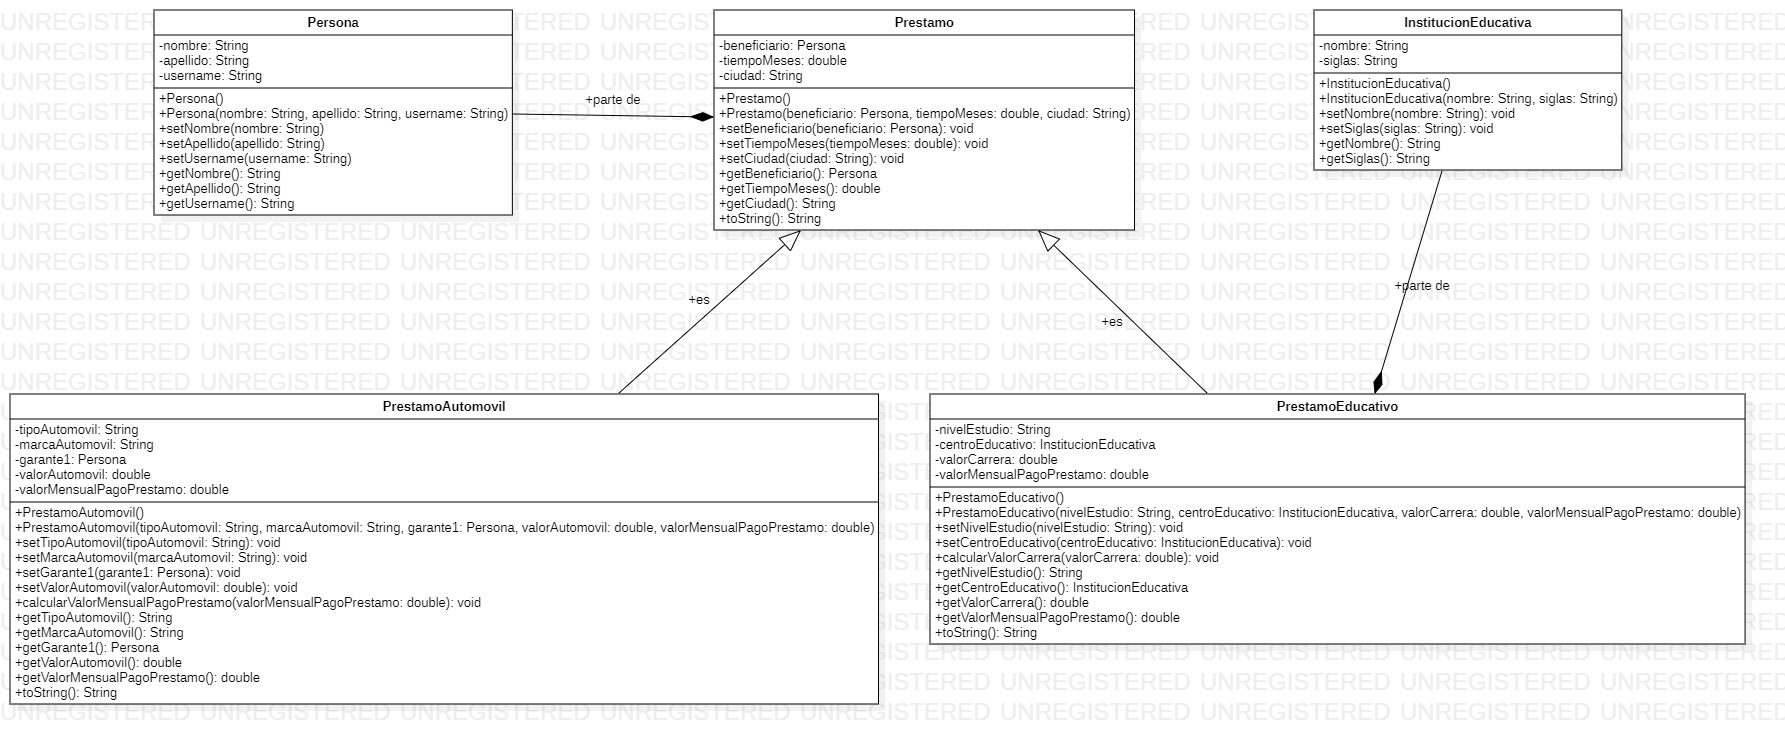 Persona
-nombre: String
-apellido: String
-username: String
+Persona()
+Persona(nombre: String, apellido: String, username: String)
+setNombre(nombre: String)
+setApellido(apellido: String)
+setUsername(username: String)
+getNombre(): String
+getApellido(): String
+getUsername(): String
+parte de
Prestamo
-beneficiario: Persona
-tiempoMeses: double
-ciudad: String
+Prestamo()
+Prestamo(beneficiario: Persona, tiempoMeses: double, ciudad: String)
+setBeneficiario(beneficiario: Persona): void
+setTiempoMeses(tiempoMeses: double): void
+setCiudad(ciudad: String): void
+getBeneficiario(): Persona
+getTiempoMeses(): double
+getCiudad(): String
+toString(): String
InstitucionEducativa
-nombre: String
-siglas: String
+InstitucionEducativa()
+InstitucionEducativa(nombre: String, siglas: String)
+setNombre(nombre: String): void
+setSiglas(siglas: String): void
+getNombre(): String
+getSiglas(): String
+es
+es
+parte de
PrestamoAutomovil
-tipoAutomovil: String
-marcaAutomovil: String
-garante1: Persona
-valorAutomovil: double
-valorMensualPagoPrestamo: double
+PrestamoAutomovil()
+PrestamoAutomovil(tipoAutomovil: String, marcaAutomovil: String, garante1: Persona, valorAutomovil: double, valorMensualPagoPrestamo: double)
+setTipoAutomovil(tipoAutomovil: String): void
+setMarcaAutomovil(marcaAutomovil: String): void
+setGarante1(garante1: Persona): void
+setValorAutomovil(valorAutomovil: double): void
+calcularValorMensualPagoPrestamo(valorMensualPagoPrestamo: double): void
+getTipoAutomovil(): String
+getMarcaAutomovil(): String
+getGarante1(): Persona
+getValorAutomovil(): double
+getValorMensualPagoPrestamo(): double
+toString(): String
PrestamoEducativo
-nivelEstudio: String
-centroEducativo: InstitucionEducativa
-valorCarrera: double
-valorMensualPagoPrestamo: double
+PrestamoEducativo()
+PrestamoEducativo(nivelEstudio: String, centroEducativo: InstitucionEducativa, valorCarrera: double, valorMensualPagoPrestamo: double)
+setNivelEstudio(nivelEstudio: String): void
+setCentroEducativo(centroEducativo: InstitucionEducativa): void
+calcularValorCarrera(valorCarrera: double): void
+getNivelEstudio(): String
+getCentroEducativo(): InstitucionEducativa
+getValorCarrera(): double
+getValorMensualPagoPrestamo(): double
+toString(): String